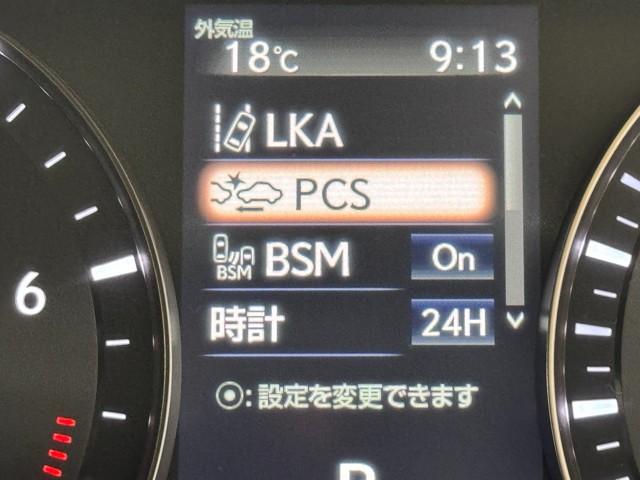 外気温
18℃ 9:13
LKA
PCS
BSM BSM On
時計 24H
6
⦿: 設定を変更できます